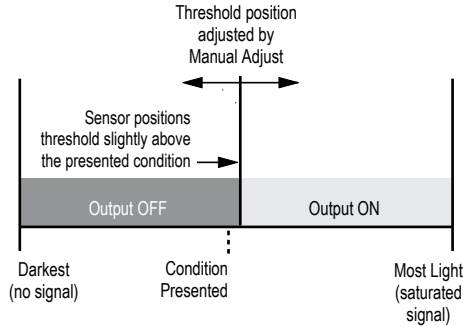 Threshold position
adjusted by
Manual Adjust
Sensor positions
threshold slightly above
the presented condition
Output OFF
Output ON
Darkest
(no signal)
Condition
Presented
Most Light
(saturated
signal)